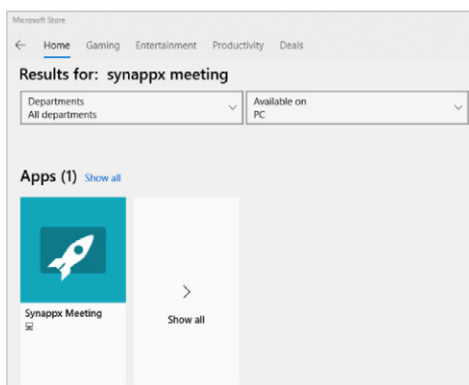 Microsoft Store
Home Gaming Entertainment Productivity Deals
Results for: synappx meeting
Departments
All departments
Available on
PC
Apps (1) Show all
Synappx Meeting
Show all